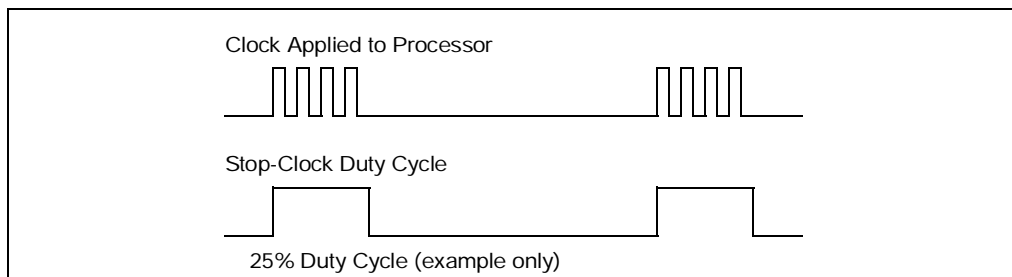 Clock Applied to Processor
Stop-Clock Duty Cycle
25% Duty Cycle (example only)